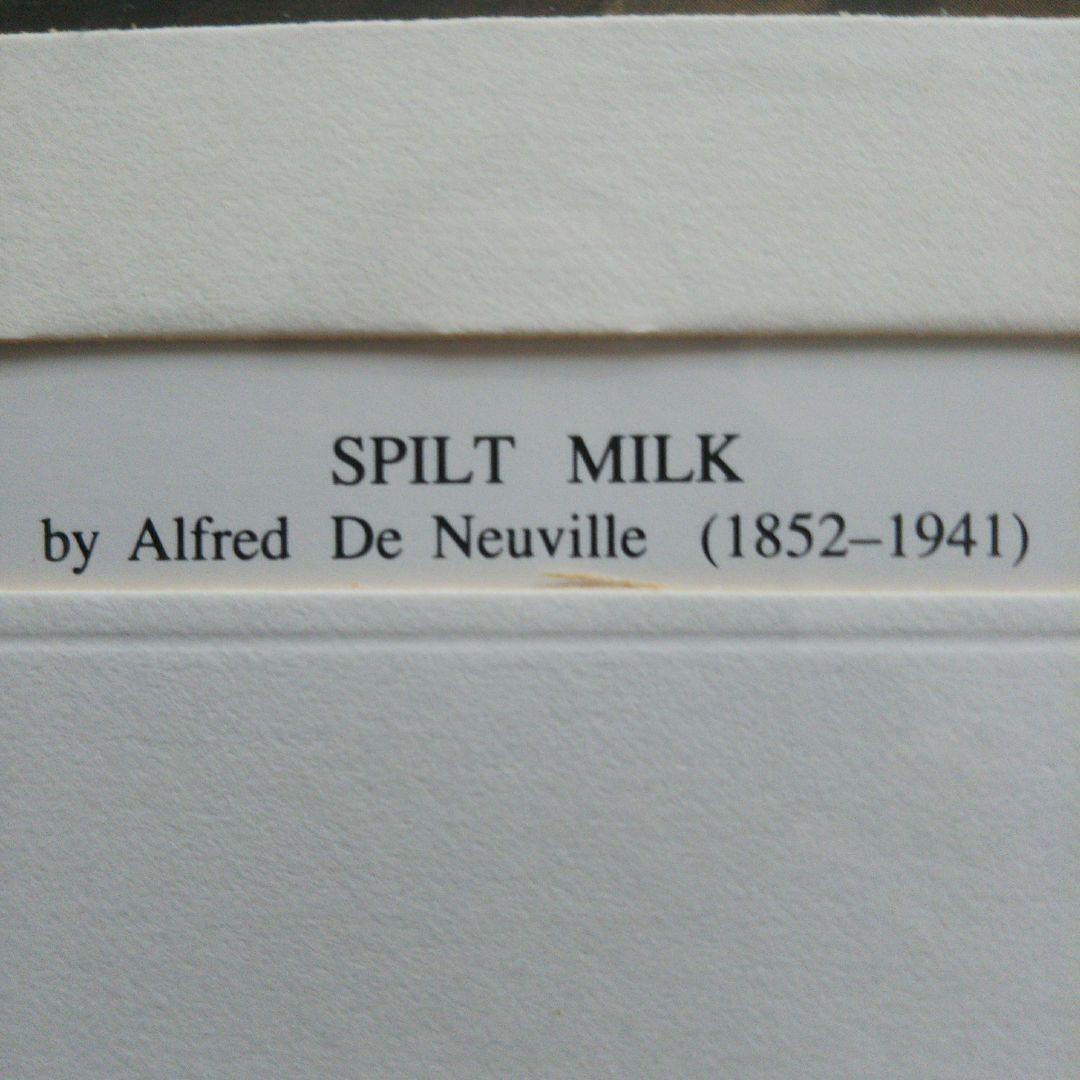 SPILT MILK
by Alfred De Neuville (1852–1941)